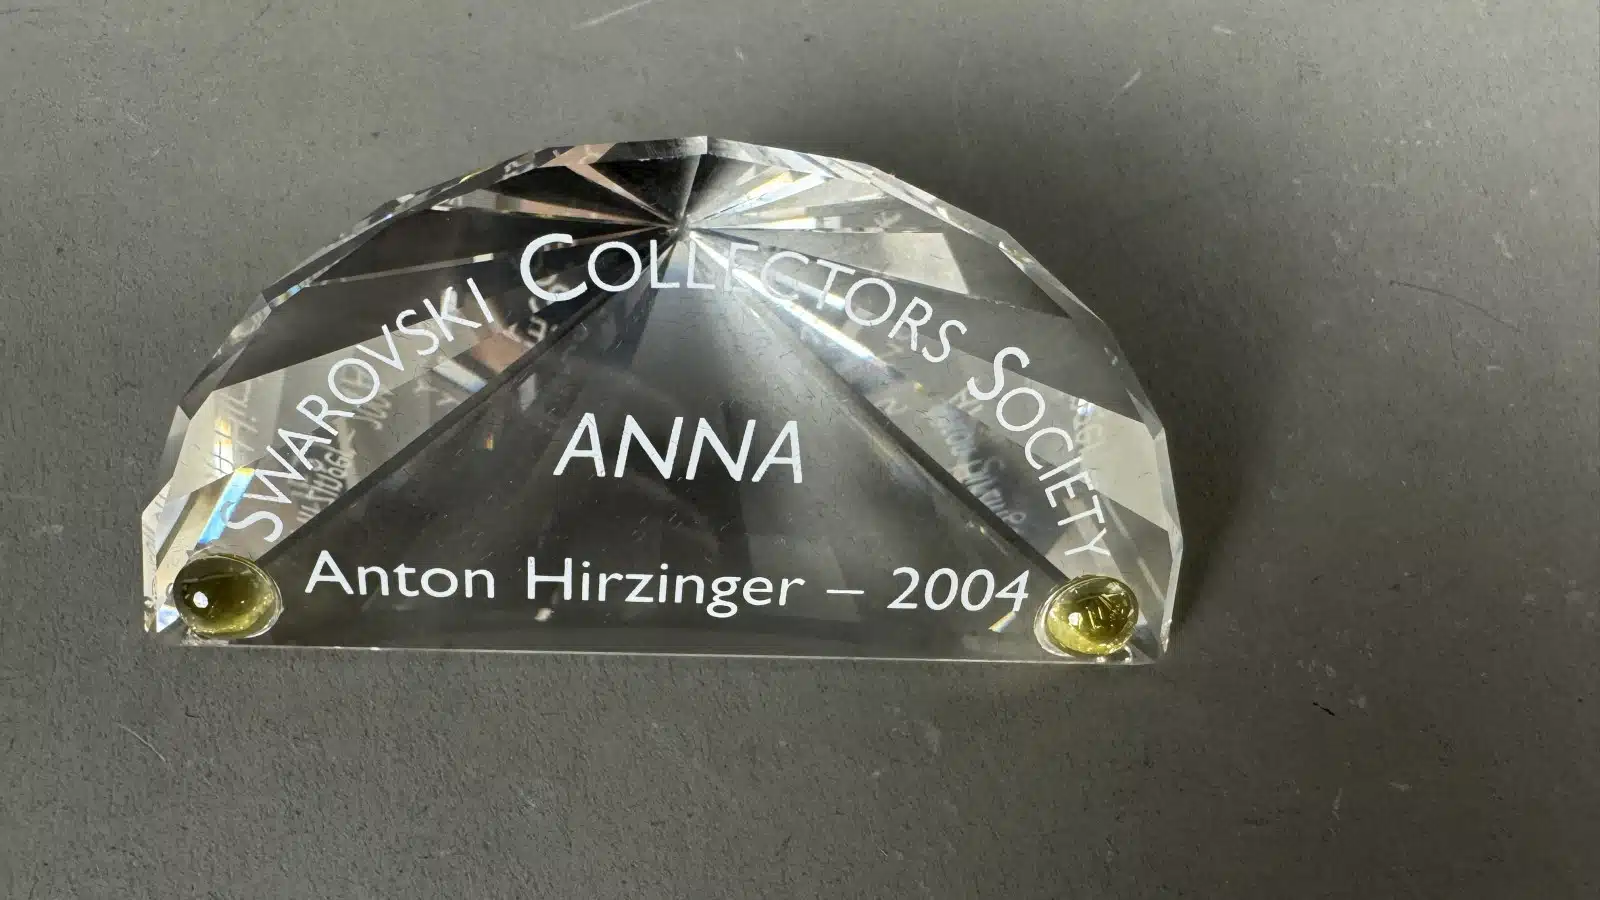 SWAROVSKI COLLECTORS SOCIETY
ANNA
Anton Hirzinger – 2004